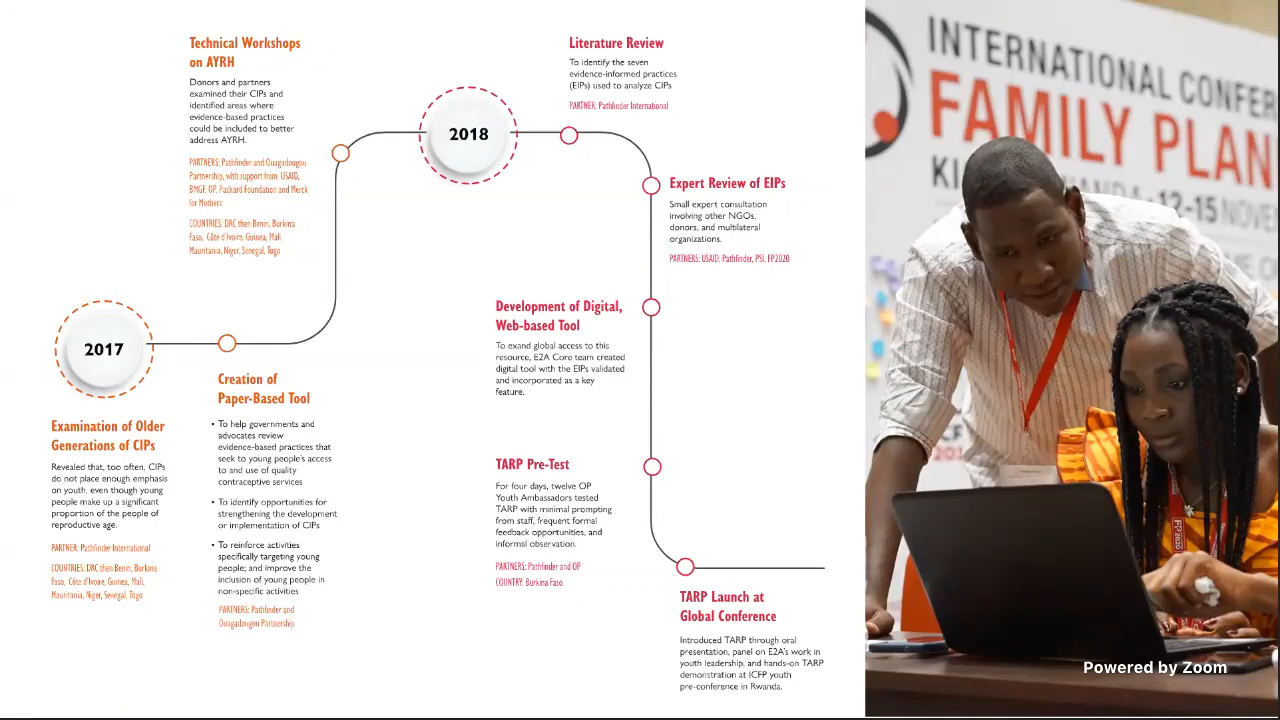 Technical Workshops
on AYRH
Donors and partners
examined their CIPs and
identified areas where
evidence-based practices
could be included to better
address AYRH.
PARTNERS: Pathfinder and Ouagadougou
Partnership, with support from USAID,
BMGF, OP, Packard Foundation and Merck
for Mothers
COUNTRIES: DRC then Benin, Burkina
Faso, Côte d'Ivoire, Guinea, Mali,
Mauritania, Niger, Senegal, Togo
2017
Examination of Older
Generations of CIPs
Revealed that, too often, CIPs
do not place enough emphasis
on youth, even though young
people make up a significant
proportion of the people of
reproductive age.
PARTNER: Pathfinder International
COUNTRIES: DRC then Benin, Burkina
Faso, Côte d'Ivoire, Guinea, Mali,
Mauritania, Niger, Senegal, Togo
Creation of
Paper-Based Tool
• To help governments and
advocates review
evidence-based practices that
seek to young people's access
to and use of quality
contraceptive services
• To identify opportunities for
strengthening the development
or implementation of CIPs
• To reinforce activities
specifically targeting young
people; and improve the
inclusion of young people in
non-specific activities
PARTNERS: Pathfinder and
Ouagadougou Partnership
2018
Literature Review
To identify the seven
evidence-informed practices
(EIPs) used to analyze CIPs
PARTNER: Pathfinder International
Expert Review of EIPs
Small expert consultation
involving other NGOs,
donors, and multilateral
organizations.
PARTNERS: USAID, Pathfinder, PSI, FP2020
Development of Digital,
Web-based Tool
To exand global access to this
resource, E2A Core team created
digital tool with the EIPs validated
and incorporated as a key
feature.
TARP Pre-Test
For four days, twelve OP
Youth Ambassadors tested
TARP with minimal prompting
from staff, frequent formal
feedback opportunities, and
informal observation.
PARTNERS: Pathfinder and OP
COUNTRY: Burkina Faso
TARP Launch at
Global Conference
Introduced TARP through oral
presentation, panel on E2A's work in
youth leadership, and hands-on TARP
demonstration at ICFP youth
pre-conference in Rwanda.
INTERNATIONAL CONFER
FAMILY PLAN
12-15 NOVEM
FP 2020
Powered by Zoom